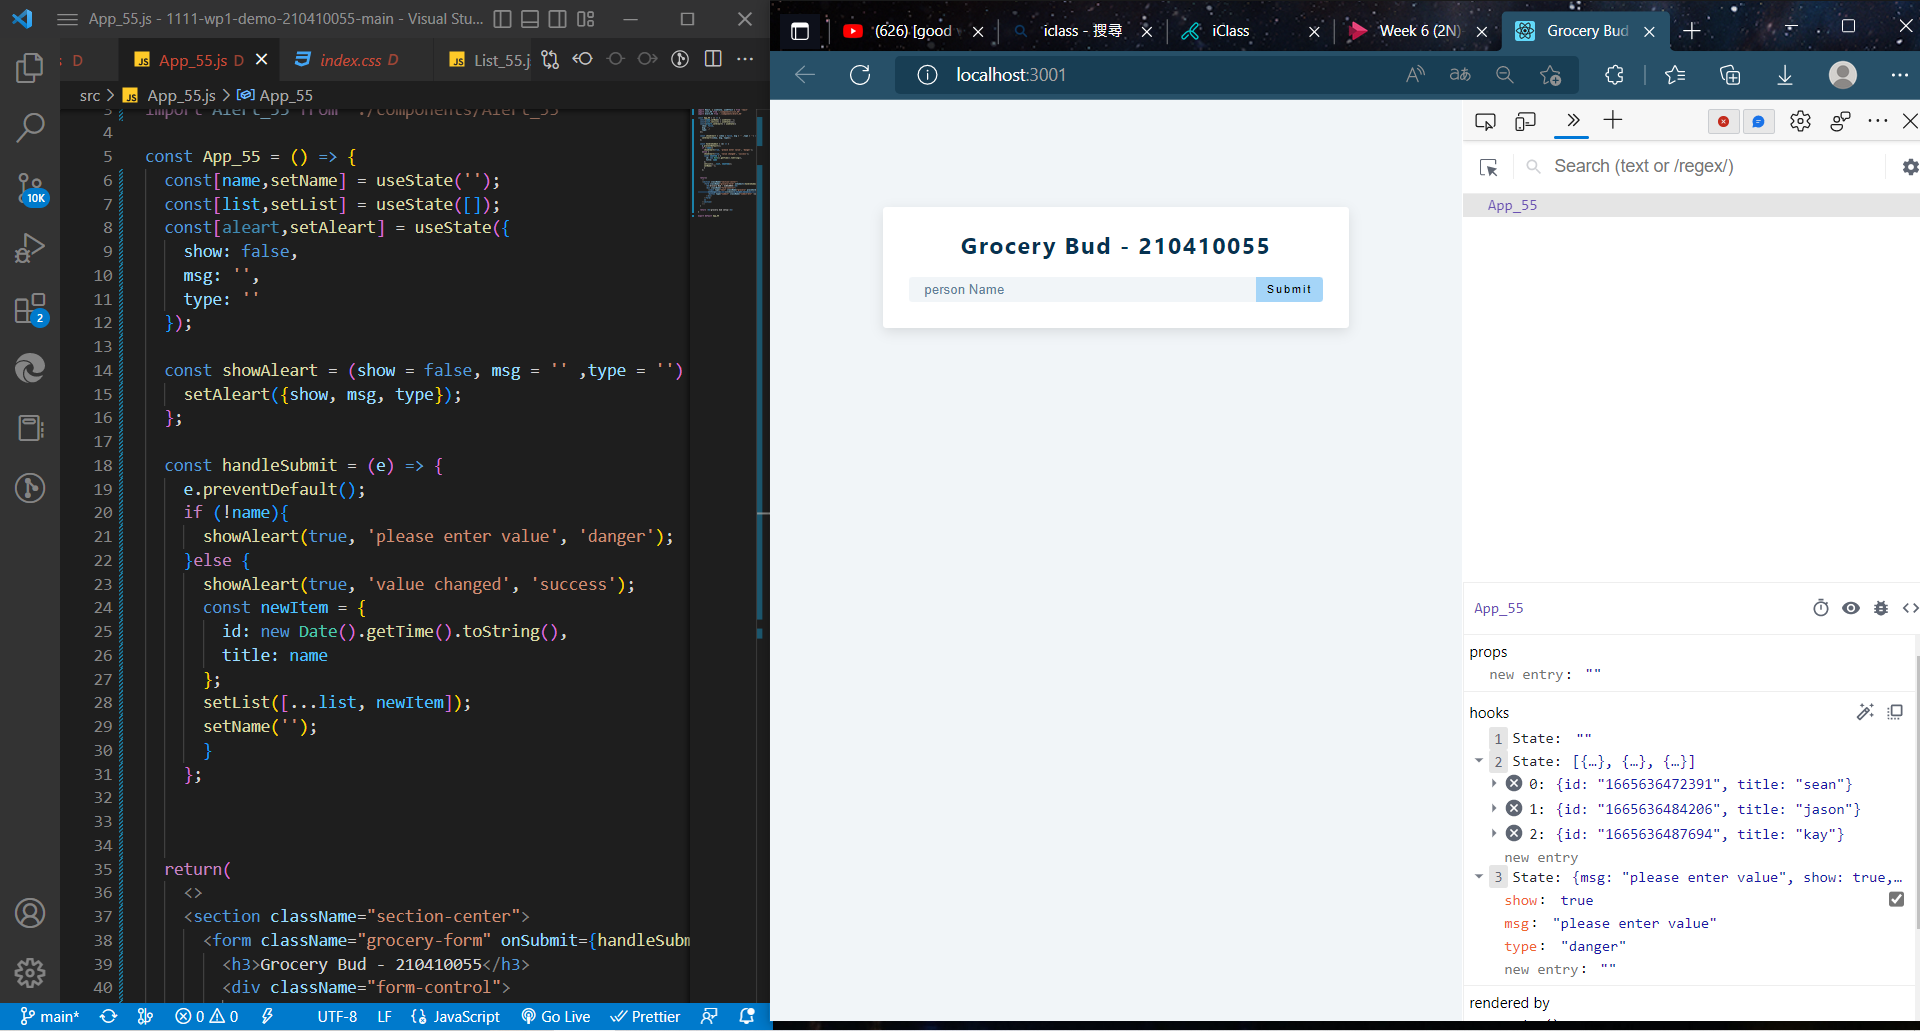 App_55.js - 1111-wp1-demo-210410055-main - Visual Stu...
D
JS App_55.js D
index.css D
JS List_55.j
src > JS App_55.js > App_55
3 import Alert_55 from './components/Alert_55'
4
5 const App_55 = () => {
6 const[name,setName] = useState('');
7 const[list,setList] = useState([]);
8 const[aleart,setAleart] = useState({
9 show: false,
10 msg: '',
11 type: ''
12 });
13
14 const showAleart = (show = false, msg = '' ,type = '')
15 setAleart({show, msg, type});
16 };
17
18 const handleSubmit = (e) => {
19 e.preventDefault();
20 if (!name){
21 showAleart(true, 'please enter value', 'danger');
22 }else {
23 showAleart(true, 'value changed', 'success');
24 const newItem = {
25 id: new Date().getTime().toString(),
26 title: name
27 };
28 setList([...list, newItem]);
29 setName('');
30 }
31 };
32
33
34
35 return(
36 <>
37 <section className="section-center">
38 <form className="grocery-form" onSubmit={handleSubm
39 <h3>Grocery Bud - 210410055</h3>
40 <div className="form-control">
10K
2
main* 0 0 UTF-8 LF {} JavaScript Go Live Prettier
(626) [good
iclass - 搜尋
iClass
Week 6 (2N)
Grocery Bud
localhost:3001
Grocery Bud - 210410055
person Name
Submit
Search (text or /regex/)
App_55
App_55
props
new entry: ""
hooks
1 State: ""
2 State: [{…}, {…}, {…}]
0: {id: "1665636472391", title: "sean"}
1: {id: "1665636484206", title: "jason"}
2: {id: "1665636487694", title: "kay"}
new entry
3 State: {msg: "please enter value", show: true,…
show: true
msg: "please enter value"
type: "danger"
new entry: ""
rendered by